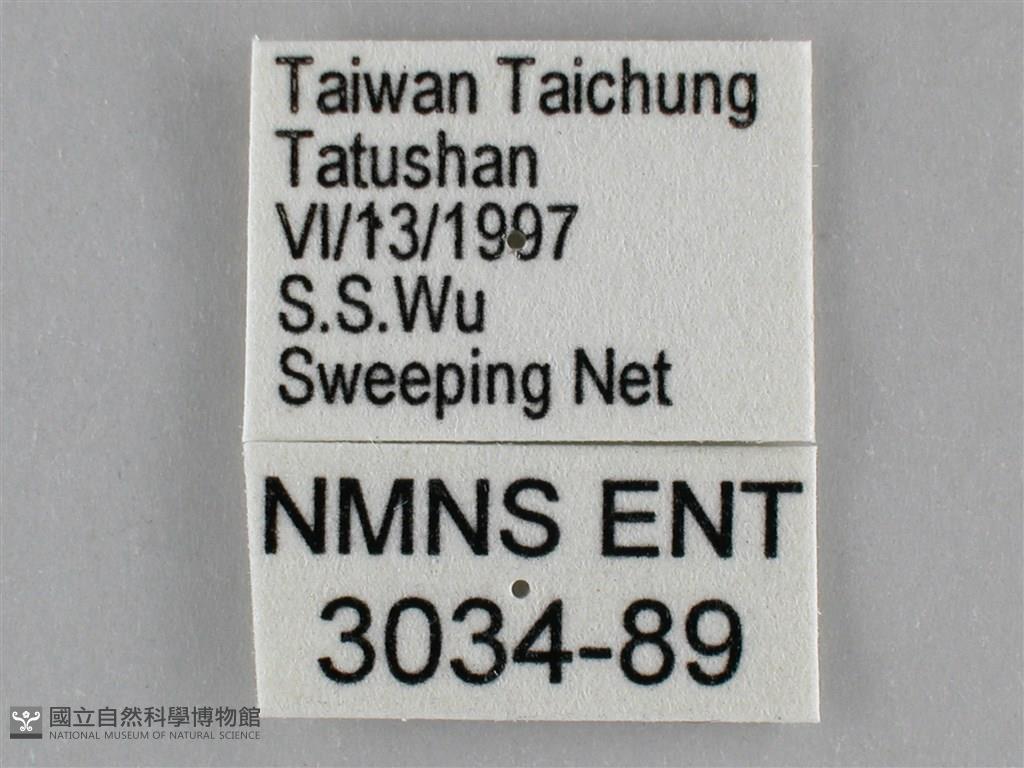 Taiwan Taichung
Tatushan
VI/13/1997
S.S.Wu
Sweeping Net
NMNS ENT
3034-89
國立自然科學博物館
NATIONAL MUSEUM OF NATURAL SCIENCE